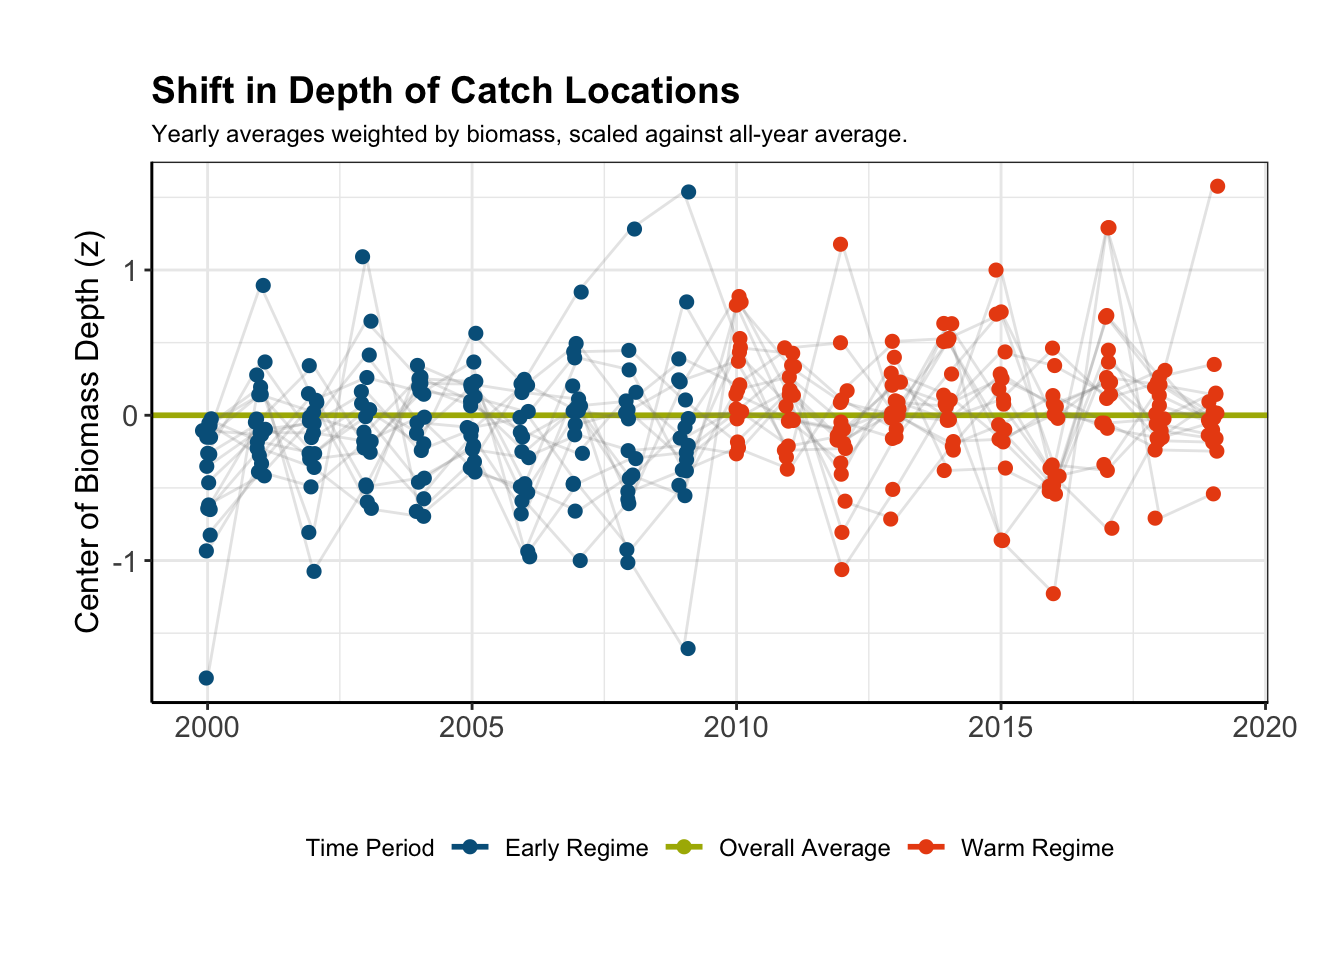 Shift in Depth of Catch Locations
Yearly averages weighted by biomass, scaled against all-year average.
Center of Biomass Depth (z)
1
0
-1
2000 2005 2010 2015 2020
Time Period Early Regime Overall Average Warm Regime